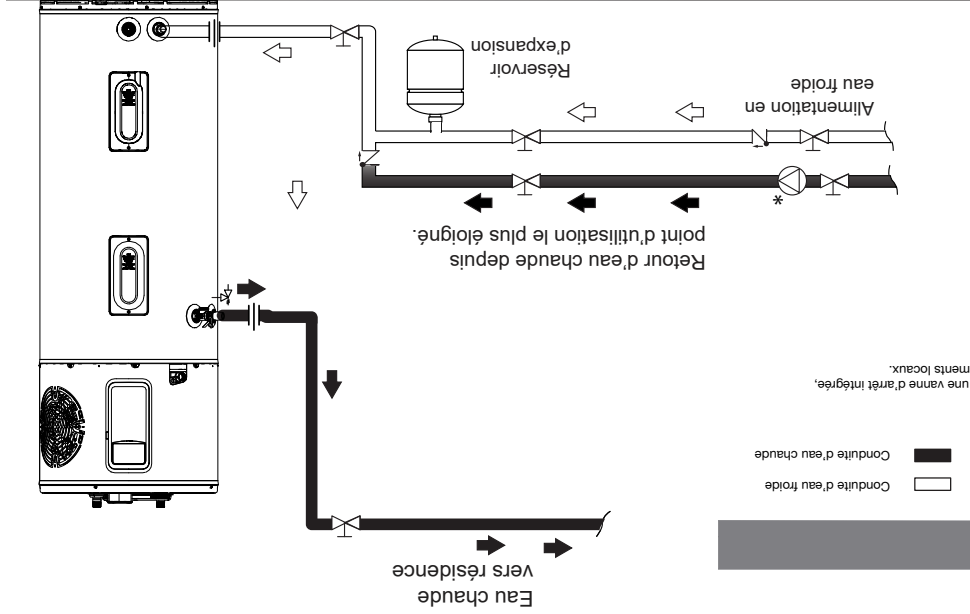 Eau chaude
vers résidence
Conduite d'eau froide
Conduite d'eau chaude
une vanne d'arrêt intégrée,
ments locaux.
Retour d'eau chaude depuis
point d'utilisation le plus éloigné.
*
Alimentation en
eau froide
Réservoir
d'expansion